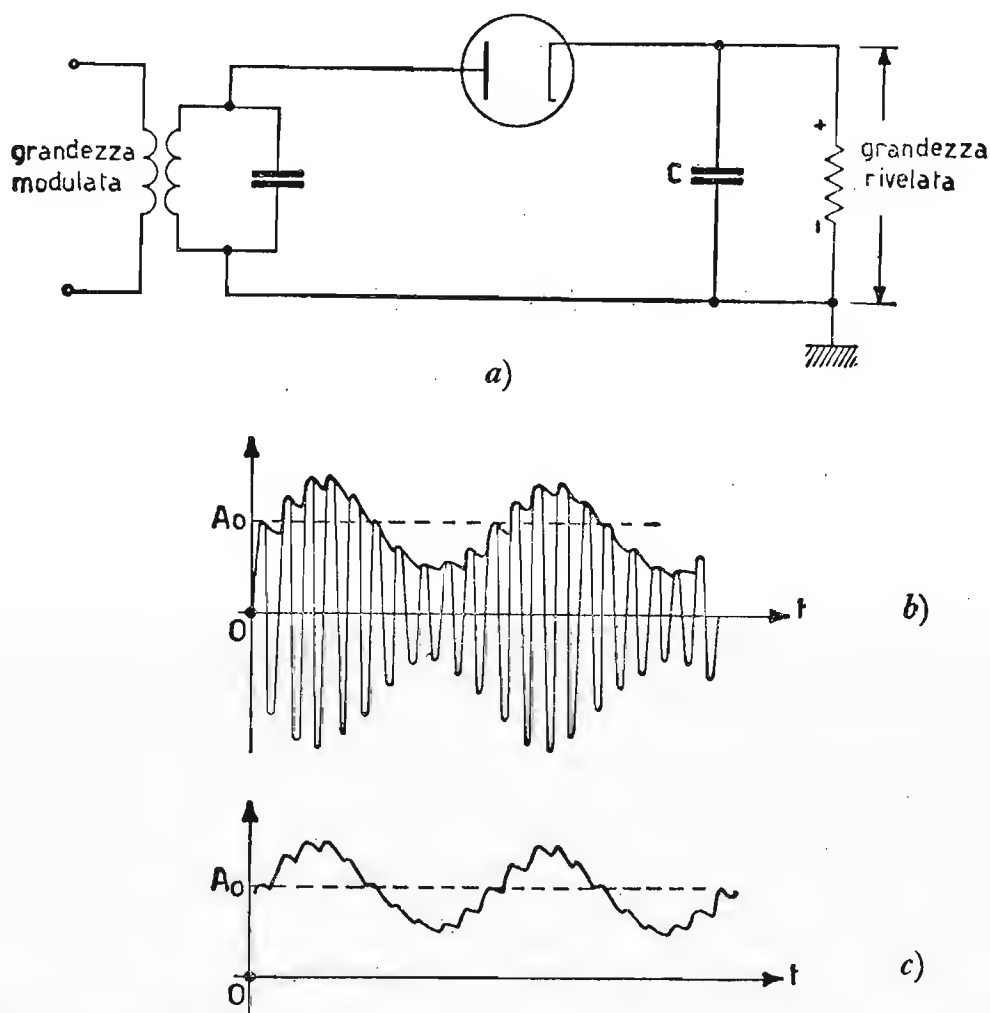 grandezza
modulata
C
+
-
grandezza
rivelata
a)
Ao
O
t
b)
Ao
O
t
c)